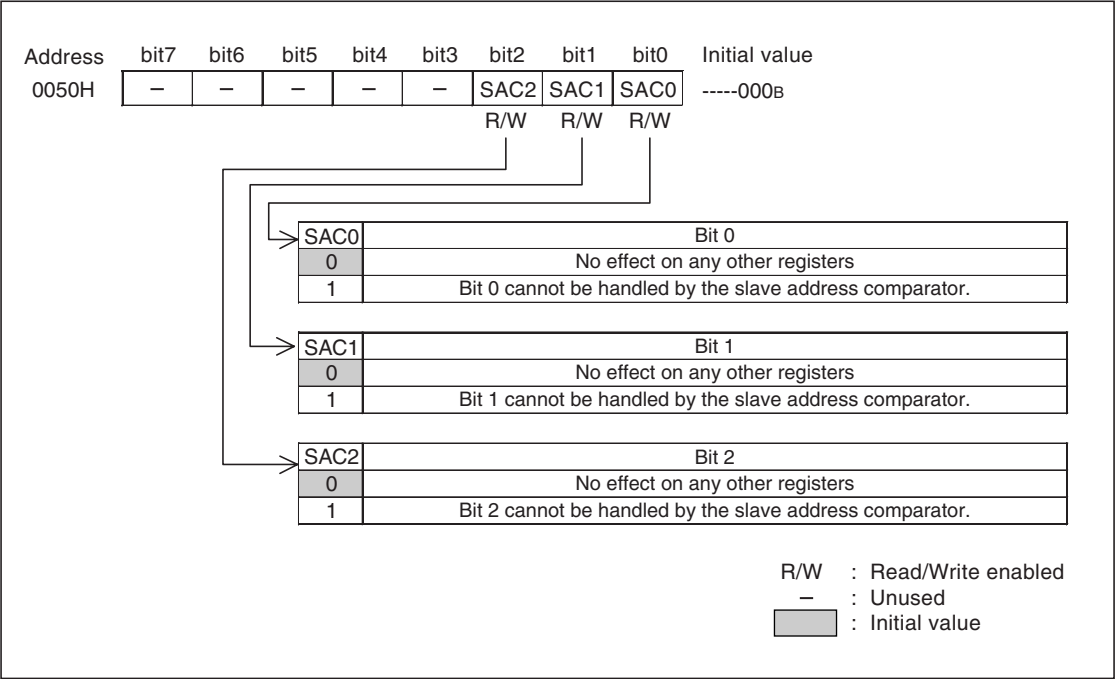 Address bit7 bit6 bit5 bit4 bit3 bit2 bit1 bit0 Initial value
0050H – – – – – SAC2 SAC1 SAC0 -----000B
R/W R/W R/W
SAC0 Bit 0
0 No effect on any other registers
1 Bit 0 cannot be handled by the slave address comparator.
SAC1 Bit 1
0 No effect on any other registers
1 Bit 1 cannot be handled by the slave address comparator.
SAC2 Bit 2
0 No effect on any other registers
1 Bit 2 cannot be handled by the slave address comparator.
R/W : Read/Write enabled
– : Unused
: Initial value